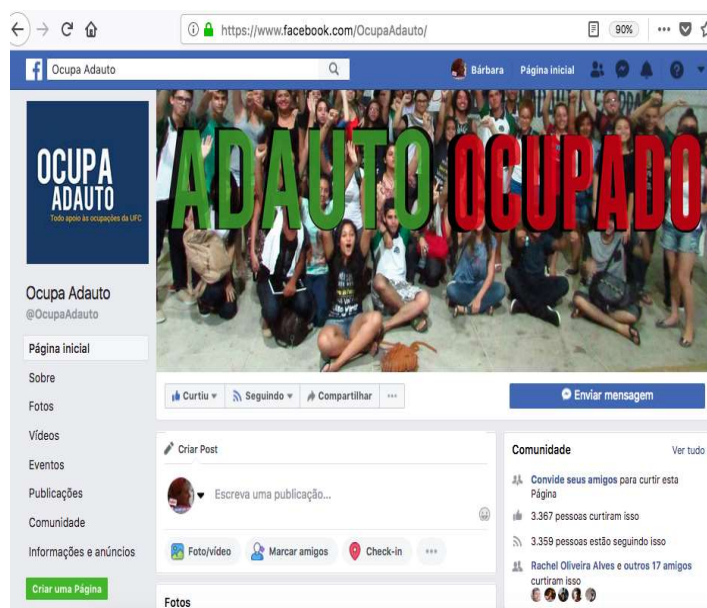 https://www.facebook.com/OcupaAdauto/
90%
Ocupa Adauto
Bárbara
Página inicial
OCUPA
ADAUTO
Todo apoio às ocupações da UFC
ADAUTO OCUPADO
Ocupa Adauto
@OcupaAdauto
Página inicial
Sobre
Fotos
Vídeos
Eventos
Publicações
Comunidade
Informações e anúncios
Criar uma Página
Curtiu
Seguindo
Compartilhar
Enviar mensagem
Criar Post
Escreva uma publicação...
Foto/vídeo
Marcar amigos
Check-in
Fotos
Comunidade
Ver tudo
Convide seus amigos para curtir esta
Página
3.367 pessoas curtiram isso
3.359 pessoas estão seguindo isso
Rachel Oliveira Alves e outros 17 amigos
curtiram isso